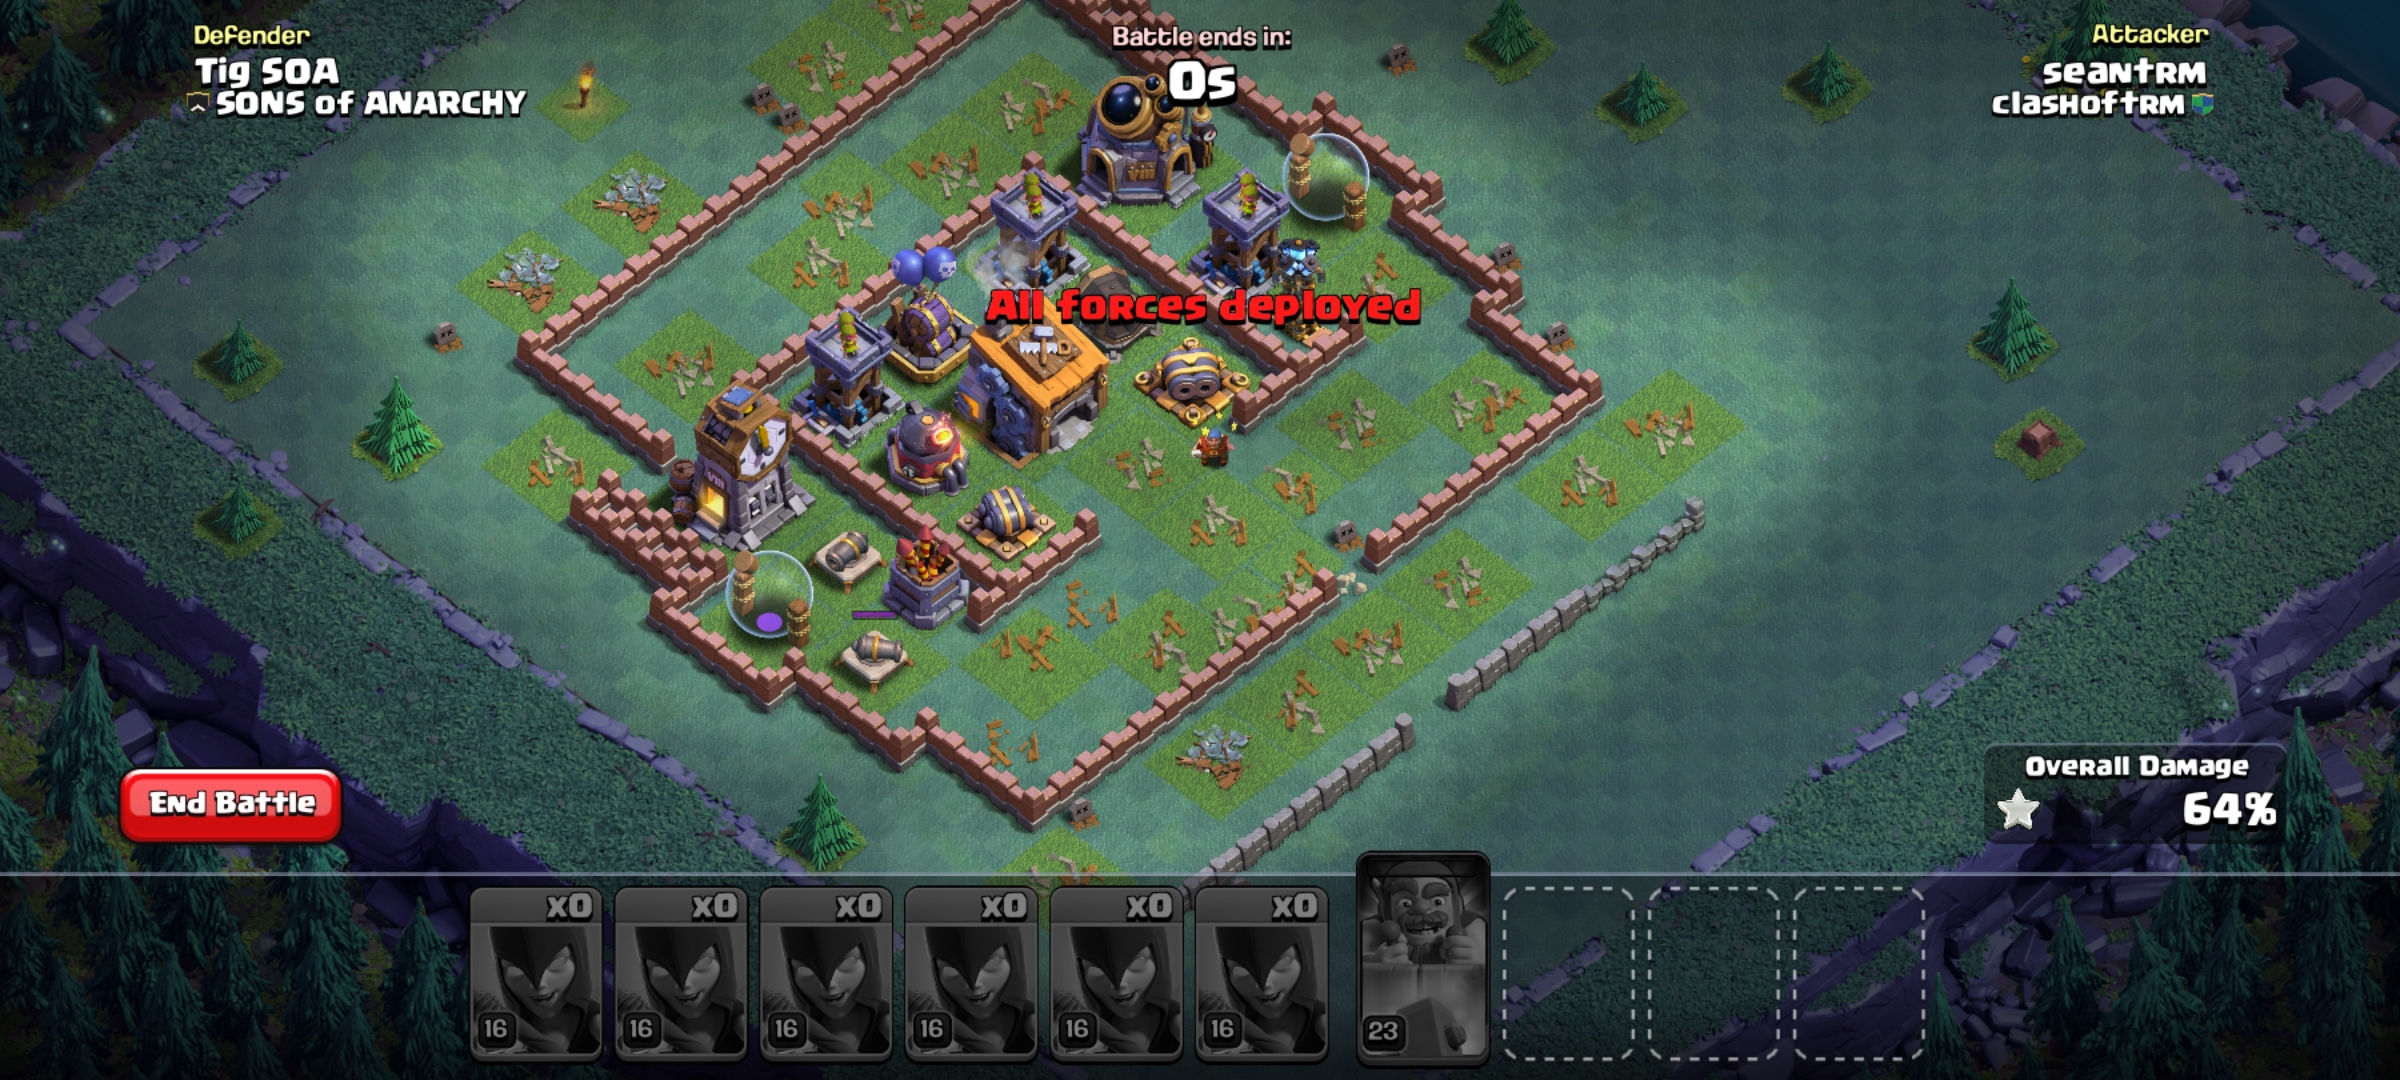 Defender
Tig SOA
SONS of ANARCHY
Battle ends in:
0s
Attacker
seantRM
clashoftRM
All forces deployed
End Battle
Overall Damage
64%
x0
x0
x0
x0
x0
x0
16
16
16
16
16
16
23